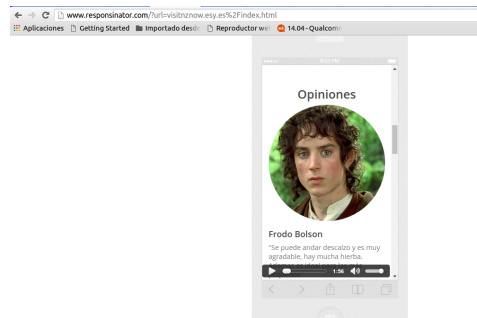 www.responsinator.com/?url=visitnznow.esy.es%2Findex.html
Aplicaciones Getting Started Importado desde Reproductor web 14.04 - Qualcomm
Opiniones
Frodo Bolson
"Se puede andar descalzo y es muy
agradable, hay mucha hierba.
1:56